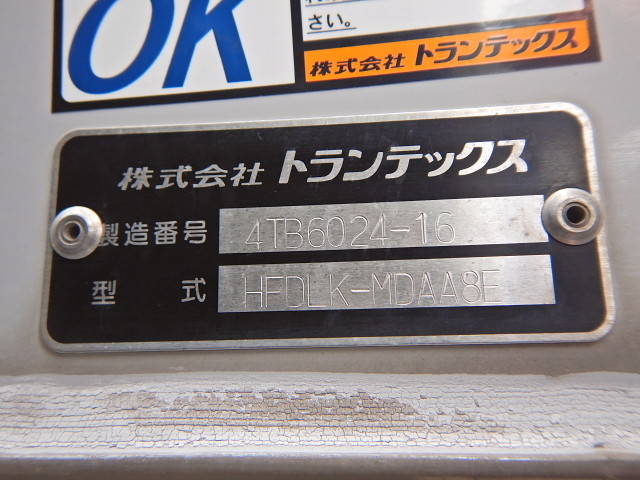 OK
さい。
株式会社 トランテックス
株式会社 トランテックス
製造番号 4TB6024-16
型式 HFDLK-MDAA8E